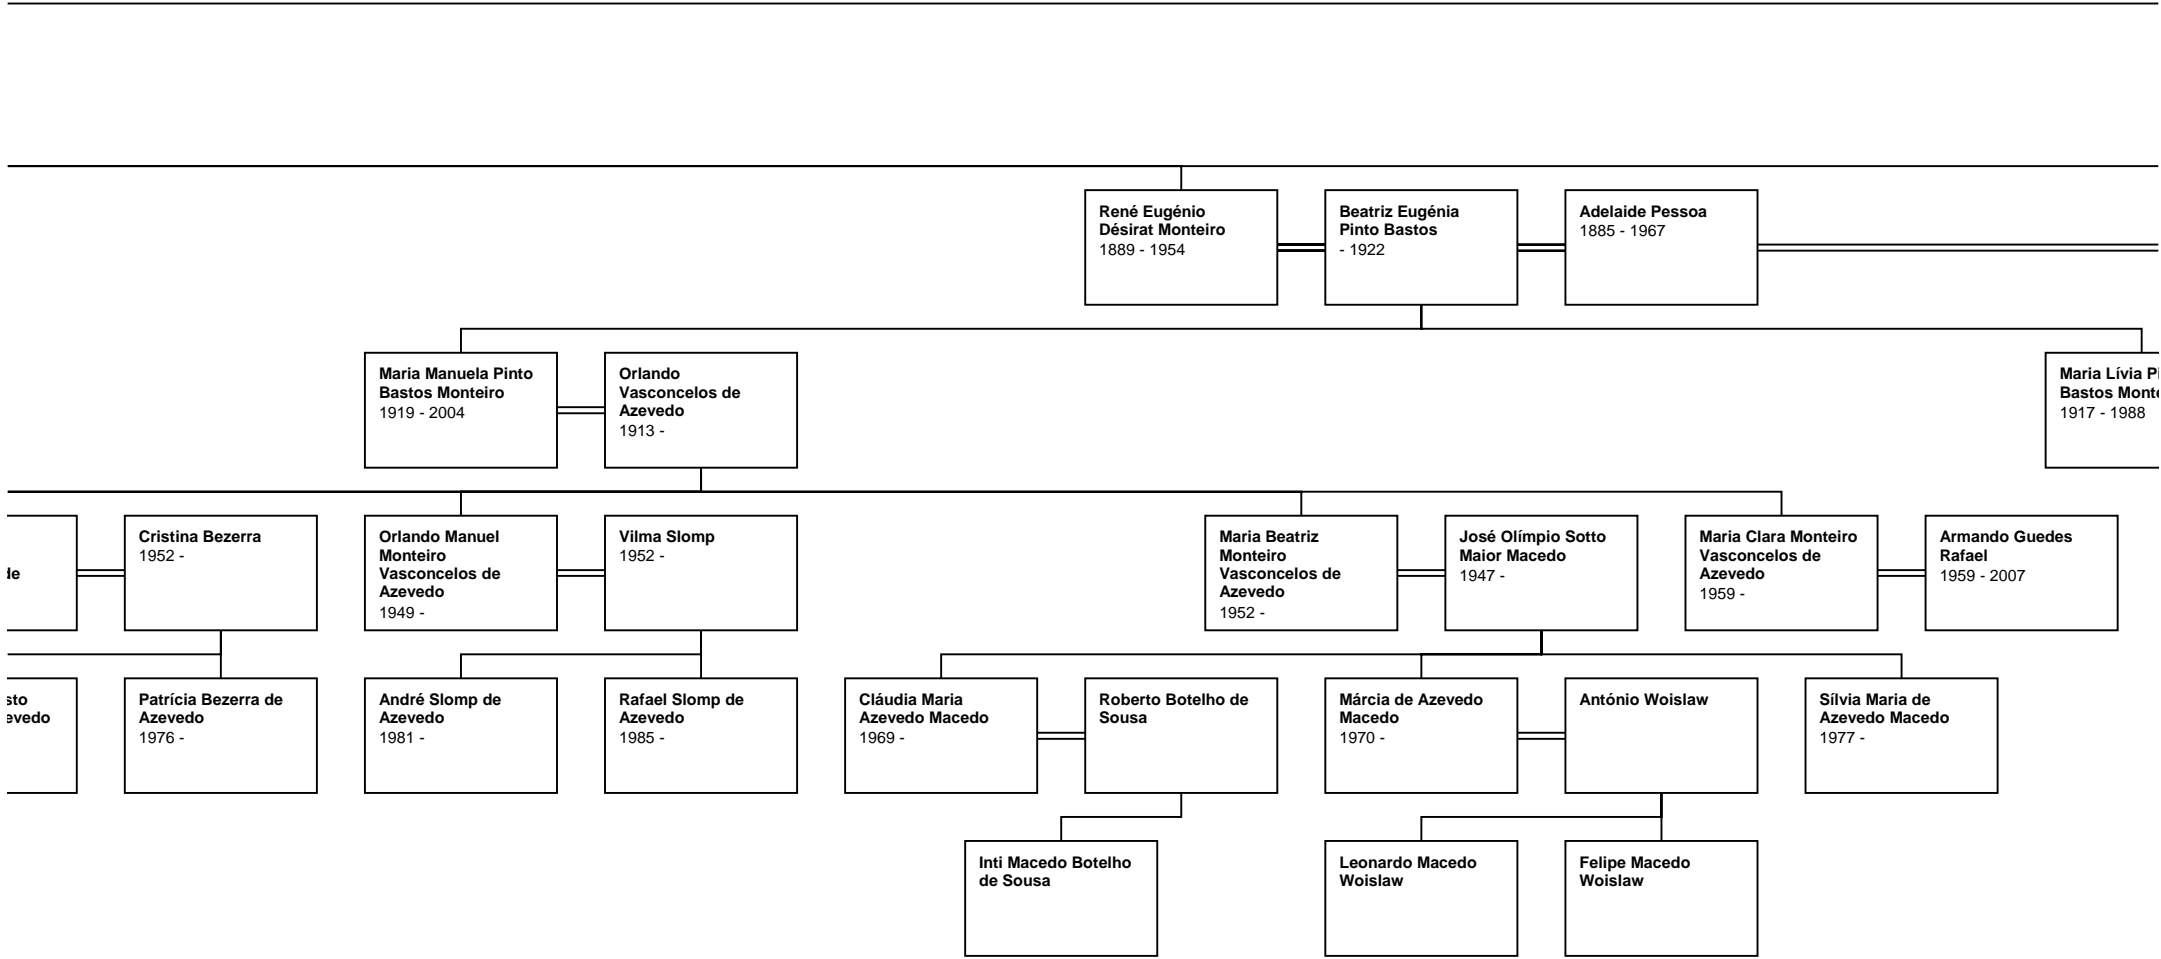 René Eugénio
Désirat Monteiro
1889 - 1954
Beatriz Eugénia
Pinto Bastos
- 1922
Adelaide Pessoa
1885 - 1967
Maria Manuela Pinto
Bastos Monteiro
1919 - 2004
Orlando
Vasconcelos de
Azevedo
1913 -
Maria Lívia
Bastos
1917 - 1988
de
Cristina Bezerra
1952 -
Orlando Manuel
Monteiro
Vasconcelos de
Azevedo
1949 -
Vilma Slomp
1952 -
Maria Beatriz
Monteiro
Vasconcelos de
Azevedo
1952 -
José Olímpio Sotto
Maior Macedo
1947 -
Maria Clara Monteiro
Vasconcelos de
Azevedo
1959 -
Armando Guedes
Rafael
1959 - 2007
Patrícia Bezerra de
Azevedo
1976 -
André Slomp de
Azevedo
1981 -
Rafael Slomp de
Azevedo
1985 -
Cláudia Maria
Azevedo Macedo
1969 -
Roberto Botelho de
Sousa
Márcia de Azevedo
Macedo
1970 -
António Woislaw
Sílvia Maria de
Azevedo Macedo
1977 -
Inti Macedo Botelho
de Sousa
Leonardo Macedo
Woislaw
Felipe Macedo
Woislaw